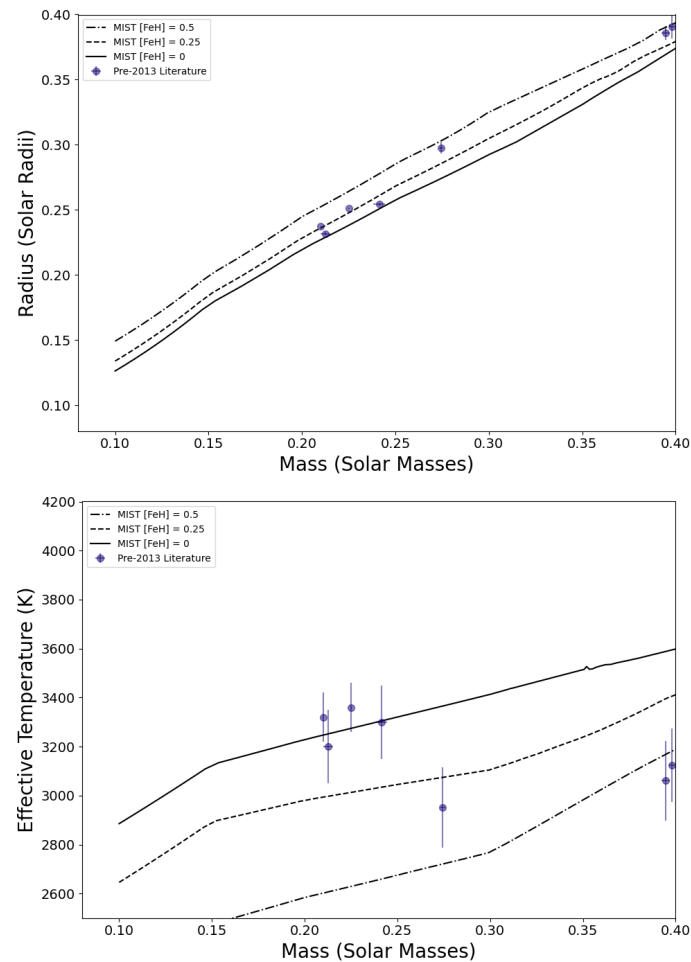 0.40
0.35
0.30
0.25
0.20
0.15
0.10
Radius (Solar Radii)
MIST [FeH] = 0.5
MIST [FeH] = 0.25
MIST [FeH] = 0
Pre-2013 Literature
0.10 0.15 0.20 0.25 0.30 0.35 0.40
Mass (Solar Masses)
4200
4000
3800
3600
3400
3200
3000
2800
2600
Effective Temperature (K)
MIST [FeH] = 0.5
MIST [FeH] = 0.25
MIST [FeH] = 0
Pre-2013 Literature
0.10 0.15 0.20 0.25 0.30 0.35 0.40
Mass (Solar Masses)